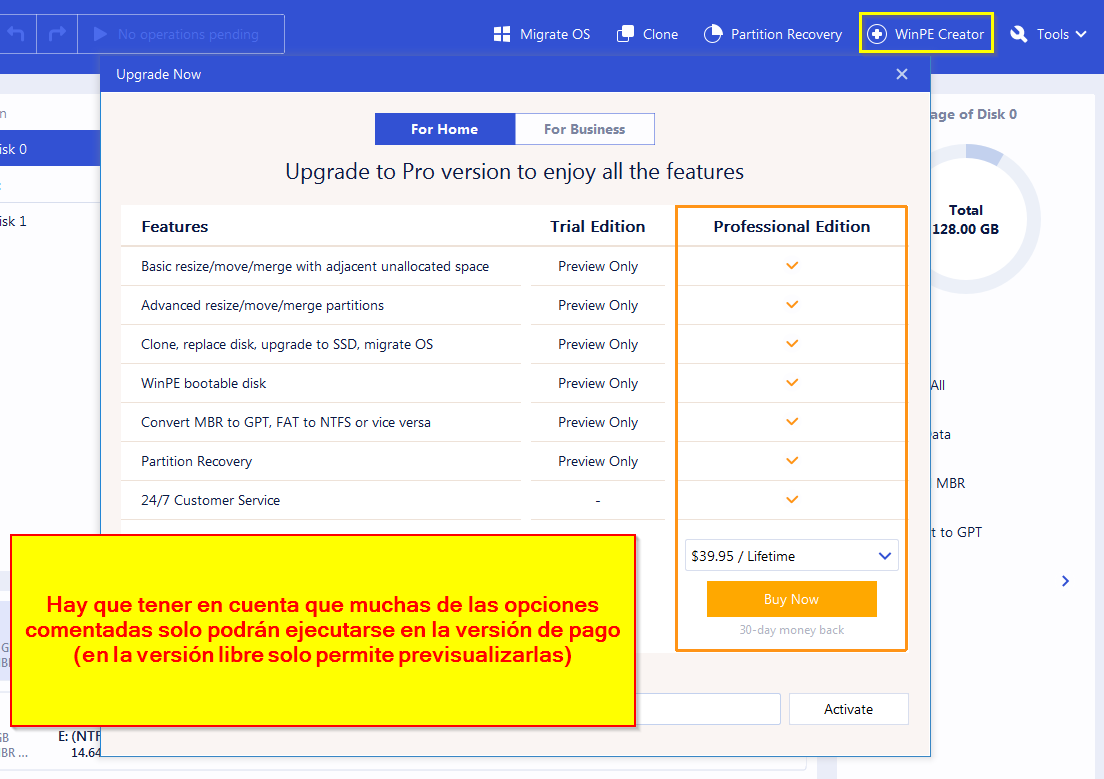 No operations pending
Migrate OS
Clone
Partition Recovery
WinPE Creator
Tools
Upgrade Now
For Home
For Business
Upgrade to Pro version to enjoy all the features
Features Trial Edition Professional Edition
Basic resize/move/merge with adjacent unallocated space Preview Only
Advanced resize/move/merge partitions Preview Only
Clone, replace disk, upgrade to SSD, migrate OS Preview Only
WinPE bootable disk Preview Only
Convert MBR to GPT, FAT to NTFS or vice versa Preview Only
Partition Recovery Preview Only
24/7 Customer Service -
$39.95 / Lifetime
Buy Now
30-day money back
Activate
Hay que tener en cuenta que muchas de las opciones
comentadas solo podrán ejecutarse en la versión de pago
(en la versión libre solo permite previsualizarlas)
isk 0
isk 1
age of Disk 0
Total
128.00 GB
All
ata
MBR
t to GPT
GB
BR ...
E: (NTF
14.64